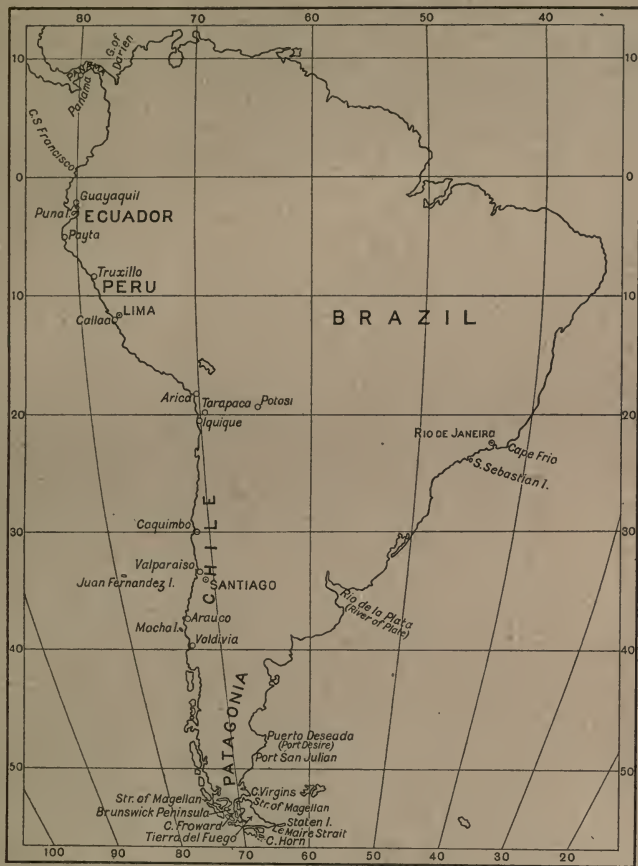 80 70 60 50 40
10 10
G. of
Darien
PANAMA
Panama
C. S. Francisco
0 0
Guayaquil
Puna I.
ECUADOR
Payta
Truxillo
PERU
10 10
LIMA
Callao
BRAZIL
Arica
Tarapaca
Potosi
20 20
Iquique
RIO DE JANEIRO
Cape Frio
S. Sebastian I.
CHILE
30 30
Caquimbo
Valparaiso
Juan Fernandez I.
SANTIAGO
Rio de la Plata
(River of Plate)
Arauco
Mocha I.
Valdivia
40 40
PATAGONIA
Puerto Deseada
(Port Desire)
Port San Julian
50 50
C. Virgins
Str. of Magellan
Str. of Magellan
Brunswick Peninsula
Staten I.
C. Froward
Le Maire Strait
Tierra del Fuego
C. Horn
100 90 80 70 60 50 40 30 20 10